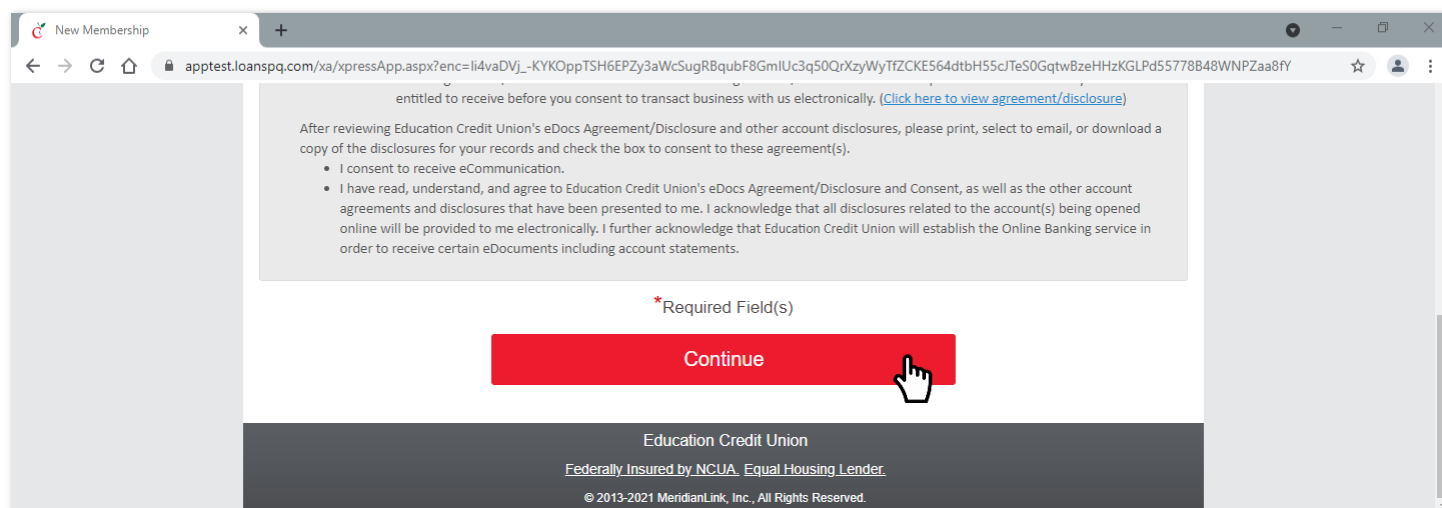 New Membership
apptest.loanspq.com/xa/xpressApp.aspx?enc=Ii4vaDVj_-KYKOppTSH6EPZy3aWcSugRBqubF8GmIUc3q50QrXzyWyTfZCKE564dtbH55cJTeS0GqtwBzeHHzKGLPd55778B48WNPZaa8fY
entitled to receive before you consent to transact business with us electronically. (Click here to view agreement/disclosure)
After reviewing Education Credit Union's eDocs Agreement/Disclosure and other account disclosures, please print, select to email, or download a
copy of the disclosures for your records and check the box to consent to these agreement(s).
• I consent to receive eCommunication.
• I have read, understand, and agree to Education Credit Union's eDocs Agreement/Disclosure and Consent, as well as the other account
agreements and disclosures that have been presented to me. I acknowledge that all disclosures related to the account(s) being opened
online will be provided to me electronically. I further acknowledge that Education Credit Union will establish the Online Banking service in
order to receive certain eDocuments including account statements.
*Required Field(s)
Continue
Education Credit Union
Federally Insured by NCUA. Equal Housing Lender.
© 2013-2021 MeridianLink, Inc., All Rights Reserved.